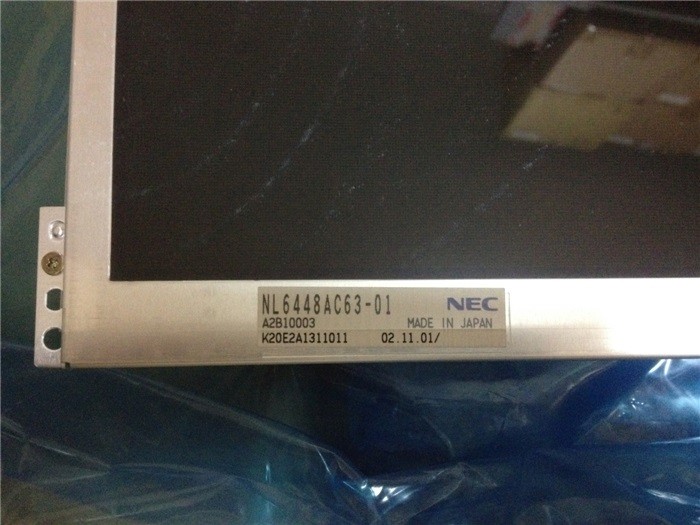 NL6448AC63-01 NEC
A2B10003 MADE IN JAPAN
K20E2A1311011 02.11.01/